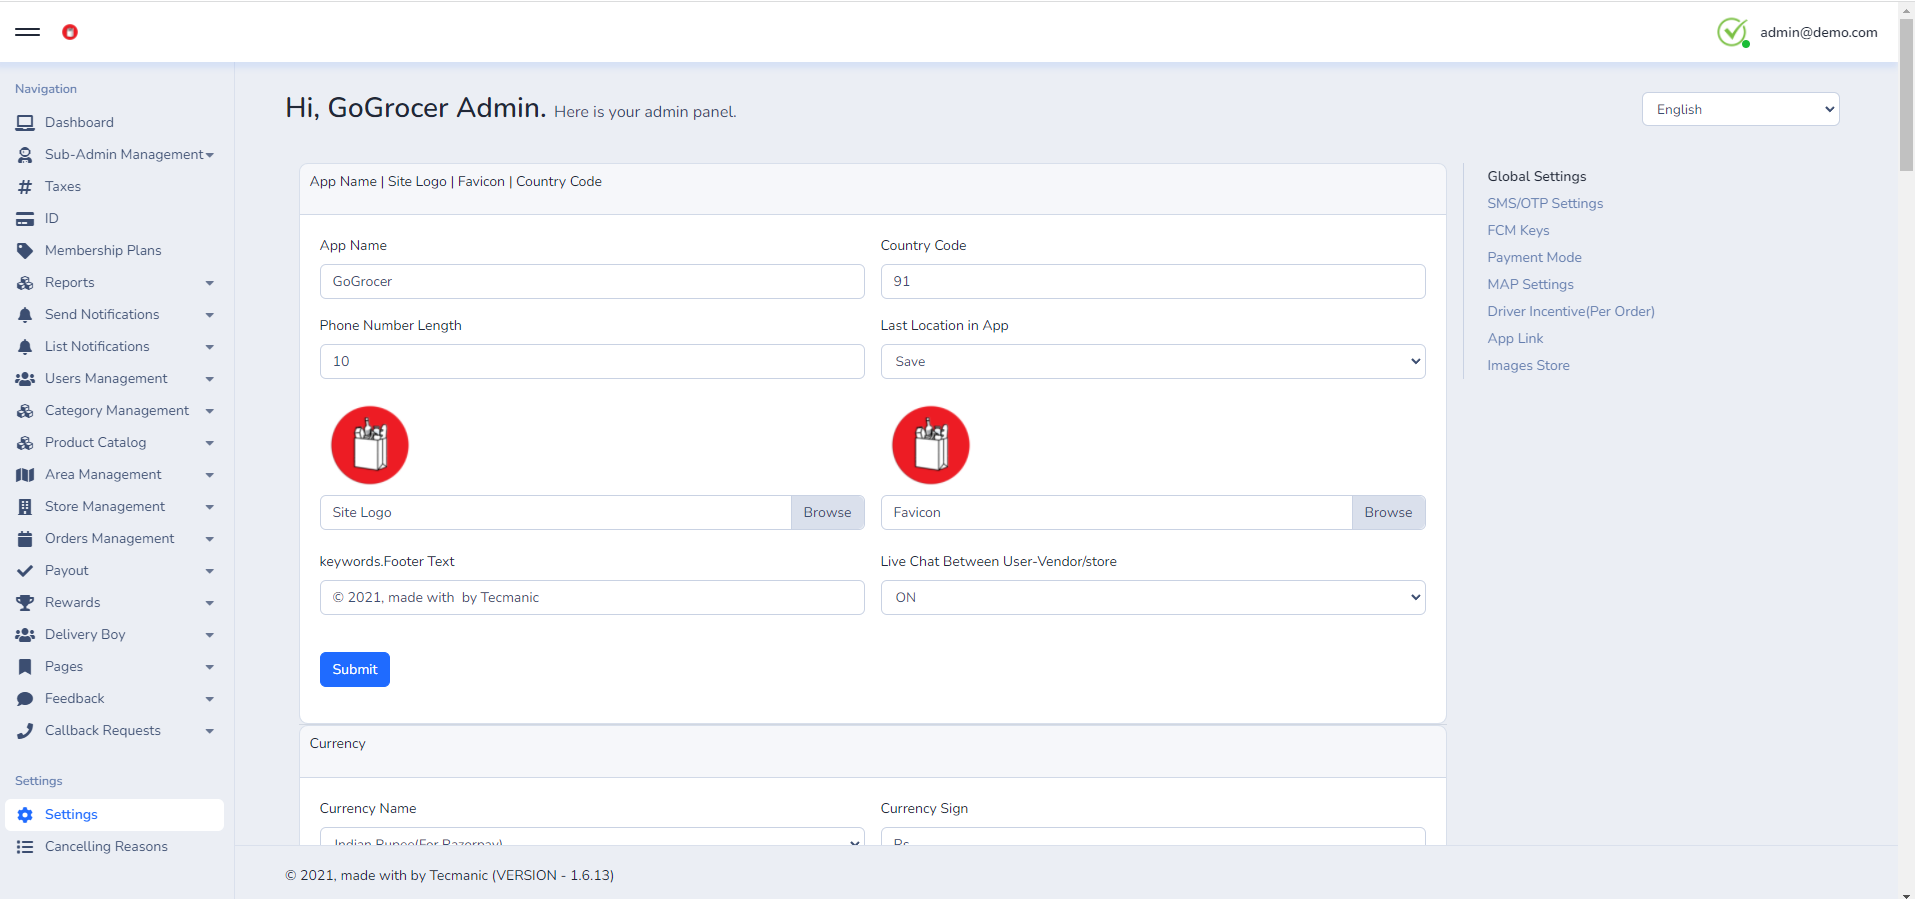 admin@demo.com
Navigation
Dashboard
Sub-Admin Management
Taxes
ID
Membership Plans
Reports
Send Notifications
List Notifications
Users Management
Category Management
Product Catalog
Area Management
Store Management
Orders Management
Payout
Rewards
Delivery Boy
Pages
Feedback
Callback Requests
Settings
Settings
Cancelling Reasons
Hi, GoGrocer Admin. Here is your admin panel.
English
App Name | Site Logo | Favicon | Country Code
App Name
Country Code
GoGrocer
91
Phone Number Length
Last Location in App
10
Save
Site Logo
Browse
Favicon
Browse
keywords.Footer Text
Live Chat Between User-Vendor/store
© 2021, made with  by Tecmanic
ON
Submit
Currency
Currency Name
Currency Sign
Indian Rupee(For Razorpay)
Rs
Global Settings
SMS/OTP Settings
FCM Keys
Payment Mode
MAP Settings
Driver Incentive(Per Order)
App Link
Images Store
© 2021, made with by Tecmanic (VERSION - 1.6.13)